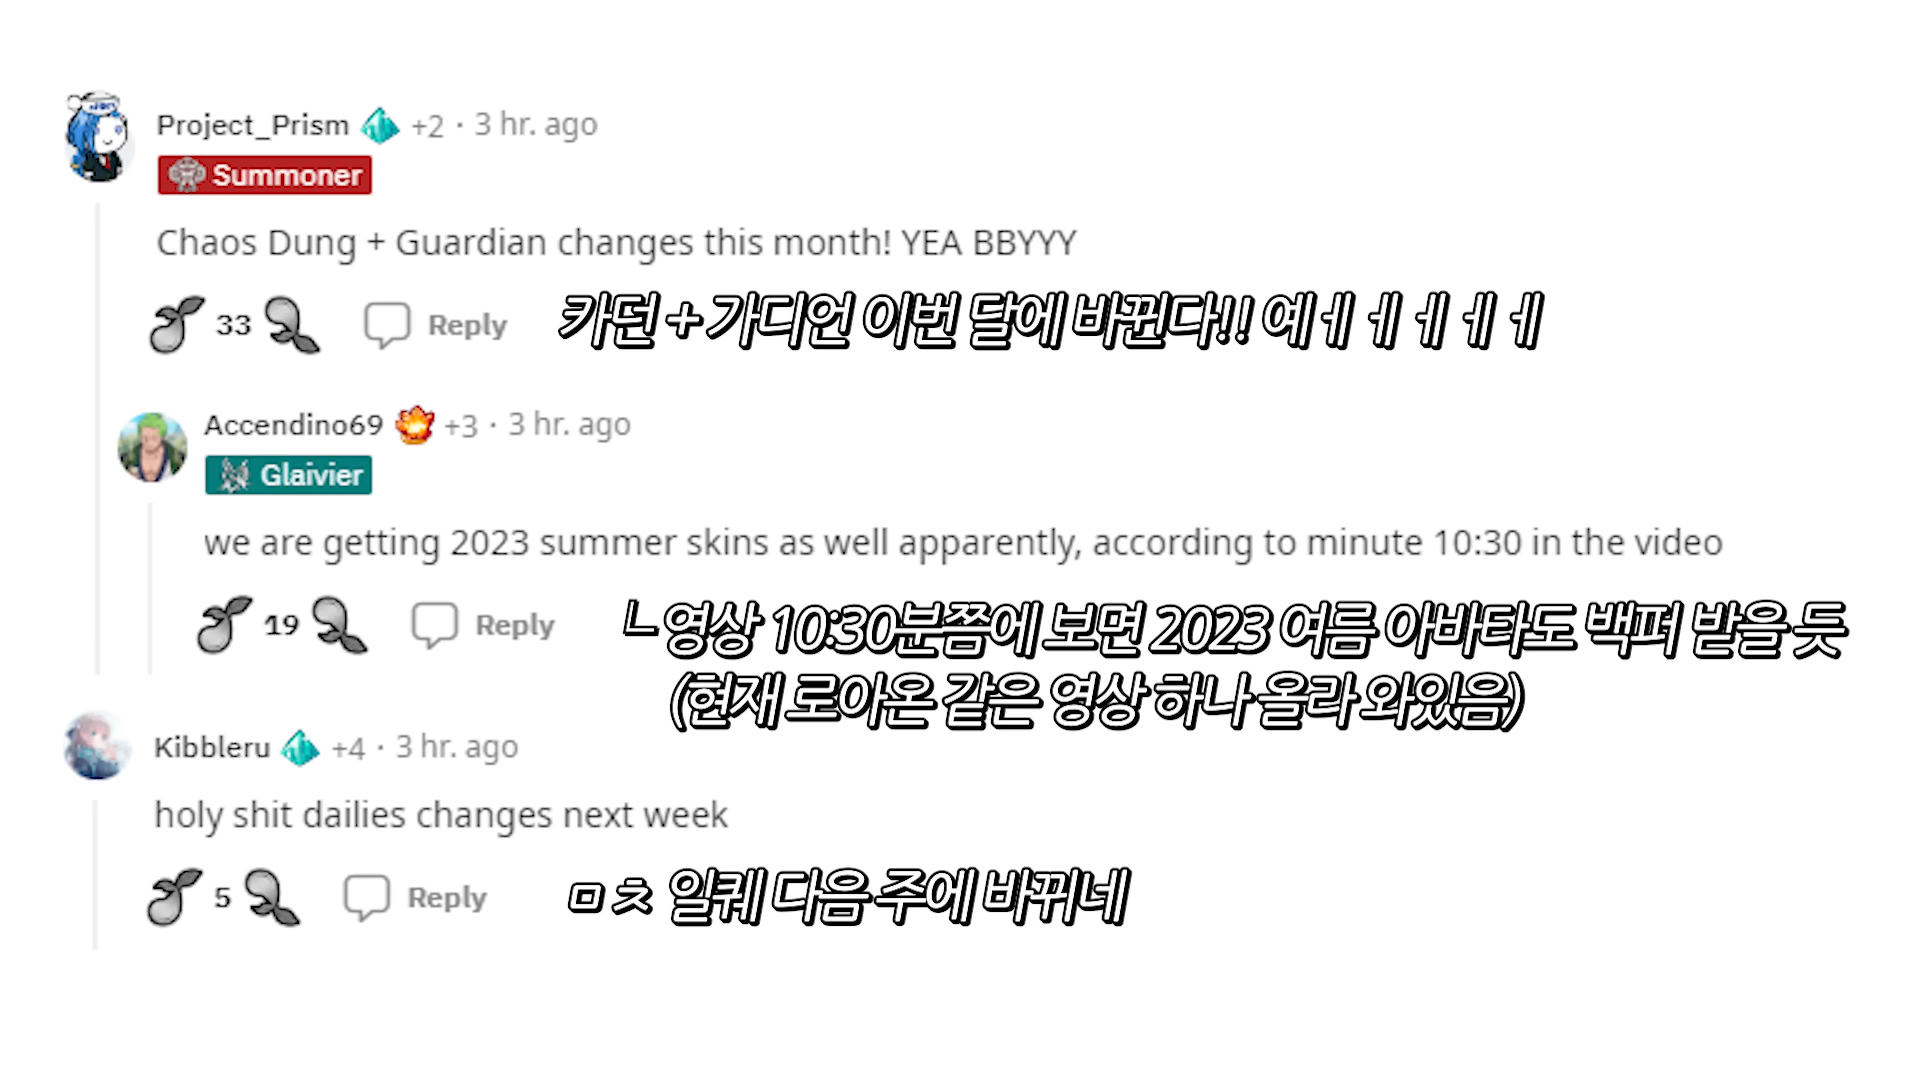 Project_Prism +2 · 3 hr. ago
Summoner
Chaos Dung + Guardian changes this month! YEA BBYYY
33 Reply 카던 + 가디언 이번 달에 바뀐다!! 예ㅔㅔㅔㅔㅔ
Accendino69 +3 · 3 hr. ago
Glaivier
we are getting 2023 summer skins as well apparently, according to minute 10:30 in the video
19 Reply ㄴ영상 10:30분쯤에 보면 2023 여름 아바타도 백퍼 받을 듯
(현재 로아온 같은 영상 하나 올라 와있음)
Kibbleru +4 · 3 hr. ago
holy shit dailies changes next week
5 Reply ㅁㅊ 일퀘 다음 주에 바뀌네